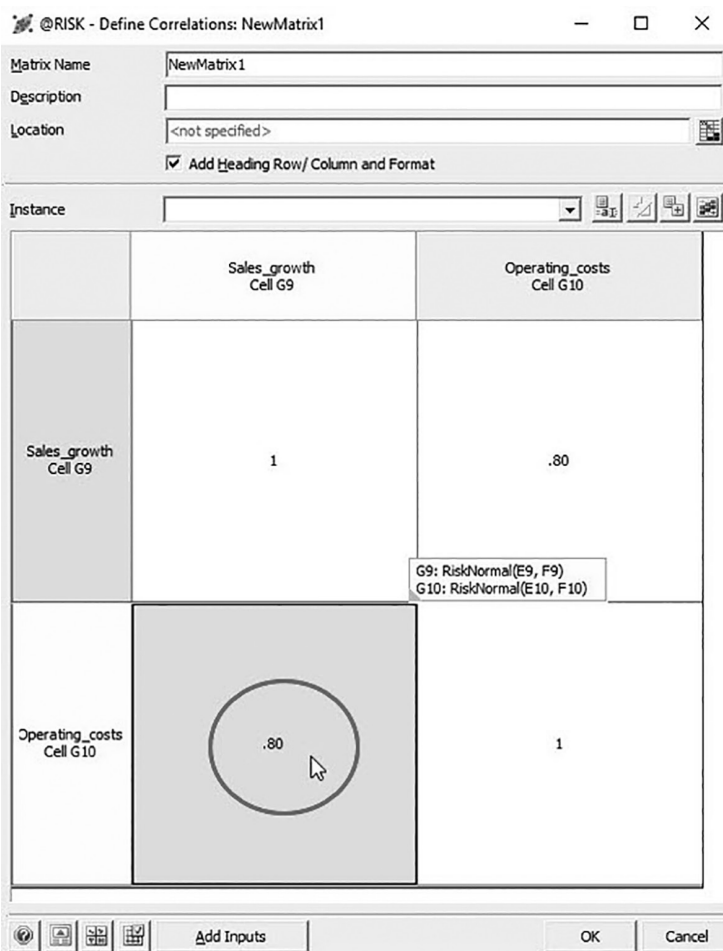 @RISK - Define Correlations: NewMatrix1
Matrix Name
NewMatrix1
Description
Location
<not specified>
Add Heading Row/ Column and Format
Instance
Sales_growth
Cell G9
Operating_costs
Cell G10
Sales_growth
Cell G9
1
.80
G9: RiskNormal(E9, F9)
G10: RiskNormal(E10, F10)
Operating_costs
Cell G10
.80
1
Add Inputs
OK
Cancel